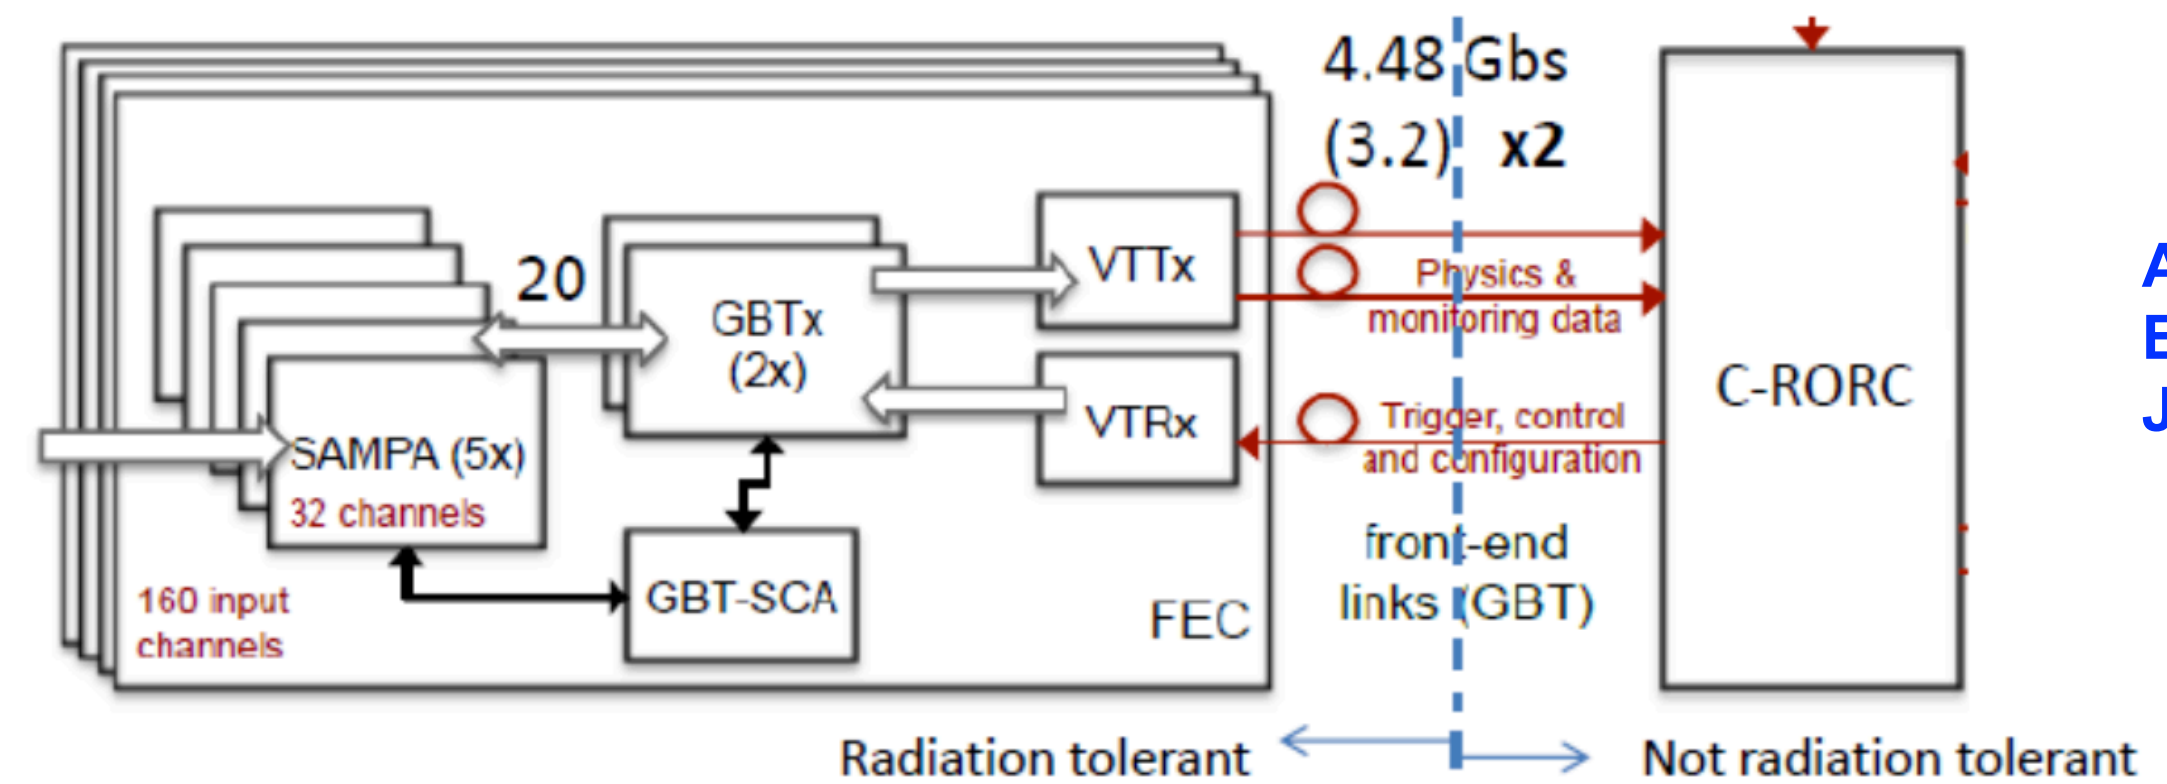 4.48 Gbs
(3.2) x2
20
GBTx
(2x)
VTTx
Physics &
monitoring data
C-RORC
VTRx
Trigger, control
and configuration
SAMPA (5x)
32 channels
GBT-SCA
front-end
links (GBT)
160 input
channels
FEC
Radiation tolerant
Not radiation tolerant